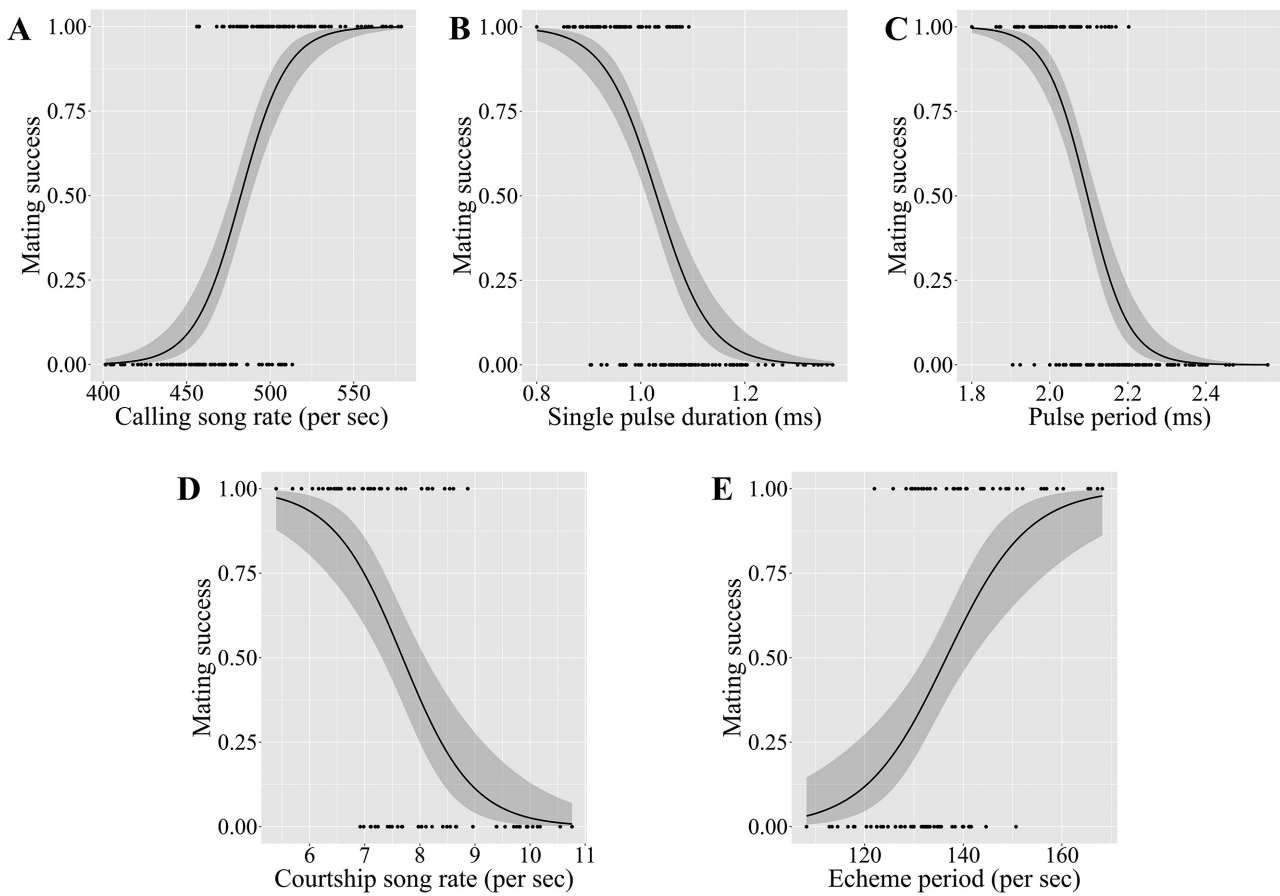 A
Mating success
1.00
0.75
0.50
0.25
0.00
400 450 500 550
Calling song rate (per sec)
B
Mating success
1.00
0.75
0.50
0.25
0.00
0.8 1.0 1.2
Single pulse duration (ms)
C
Mating success
1.00
0.75
0.50
0.25
0.00
1.8 2.0 2.2 2.4
Pulse period (ms)
D
Mating success
1.00
0.75
0.50
0.25
0.00
6 7 8 9 10 11
Courtship song rate (per sec)
E
Mating success
1.00
0.75
0.50
0.25
0.00
120 140 160
Echeme period (per sec)